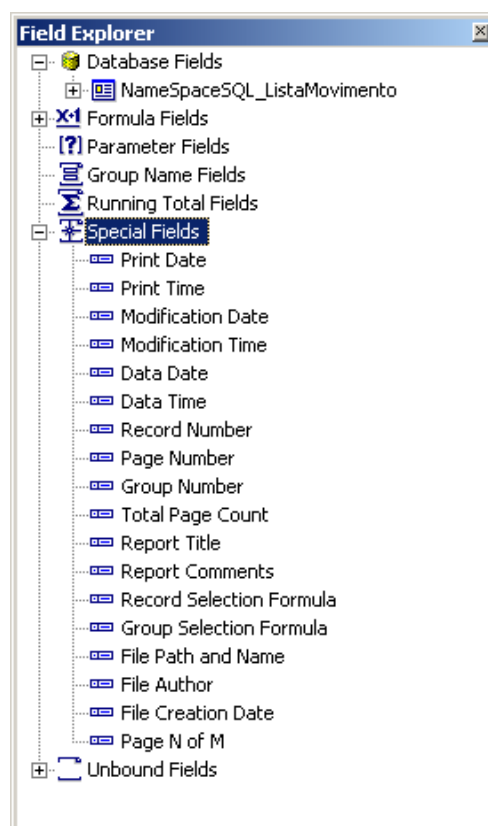 Field Explorer
Database Fields
NameSpaceSQL_ListaMovimento
Formula Fields
Parameter Fields
Group Name Fields
Running Total Fields
Special Fields
Print Date
Print Time
Modification Date
Modification Time
Data Date
Data Time
Record Number
Page Number
Group Number
Total Page Count
Report Title
Report Comments
Record Selection Formula
Group Selection Formula
File Path and Name
File Author
File Creation Date
Page N of M
Unbound Fields